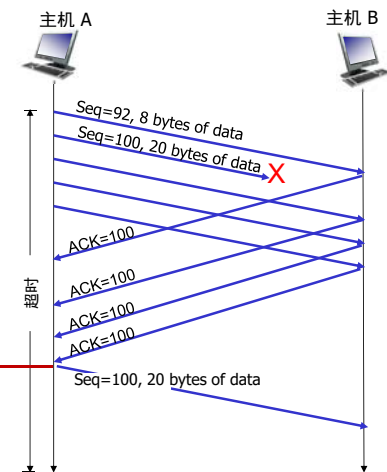 主机 A
主机 B
Seq=92, 8 bytes of data
Seq=100, 20 bytes of data
X
ACK=100
ACK=100
ACK=100
ACK=100
超时
Seq=100, 20 bytes of data